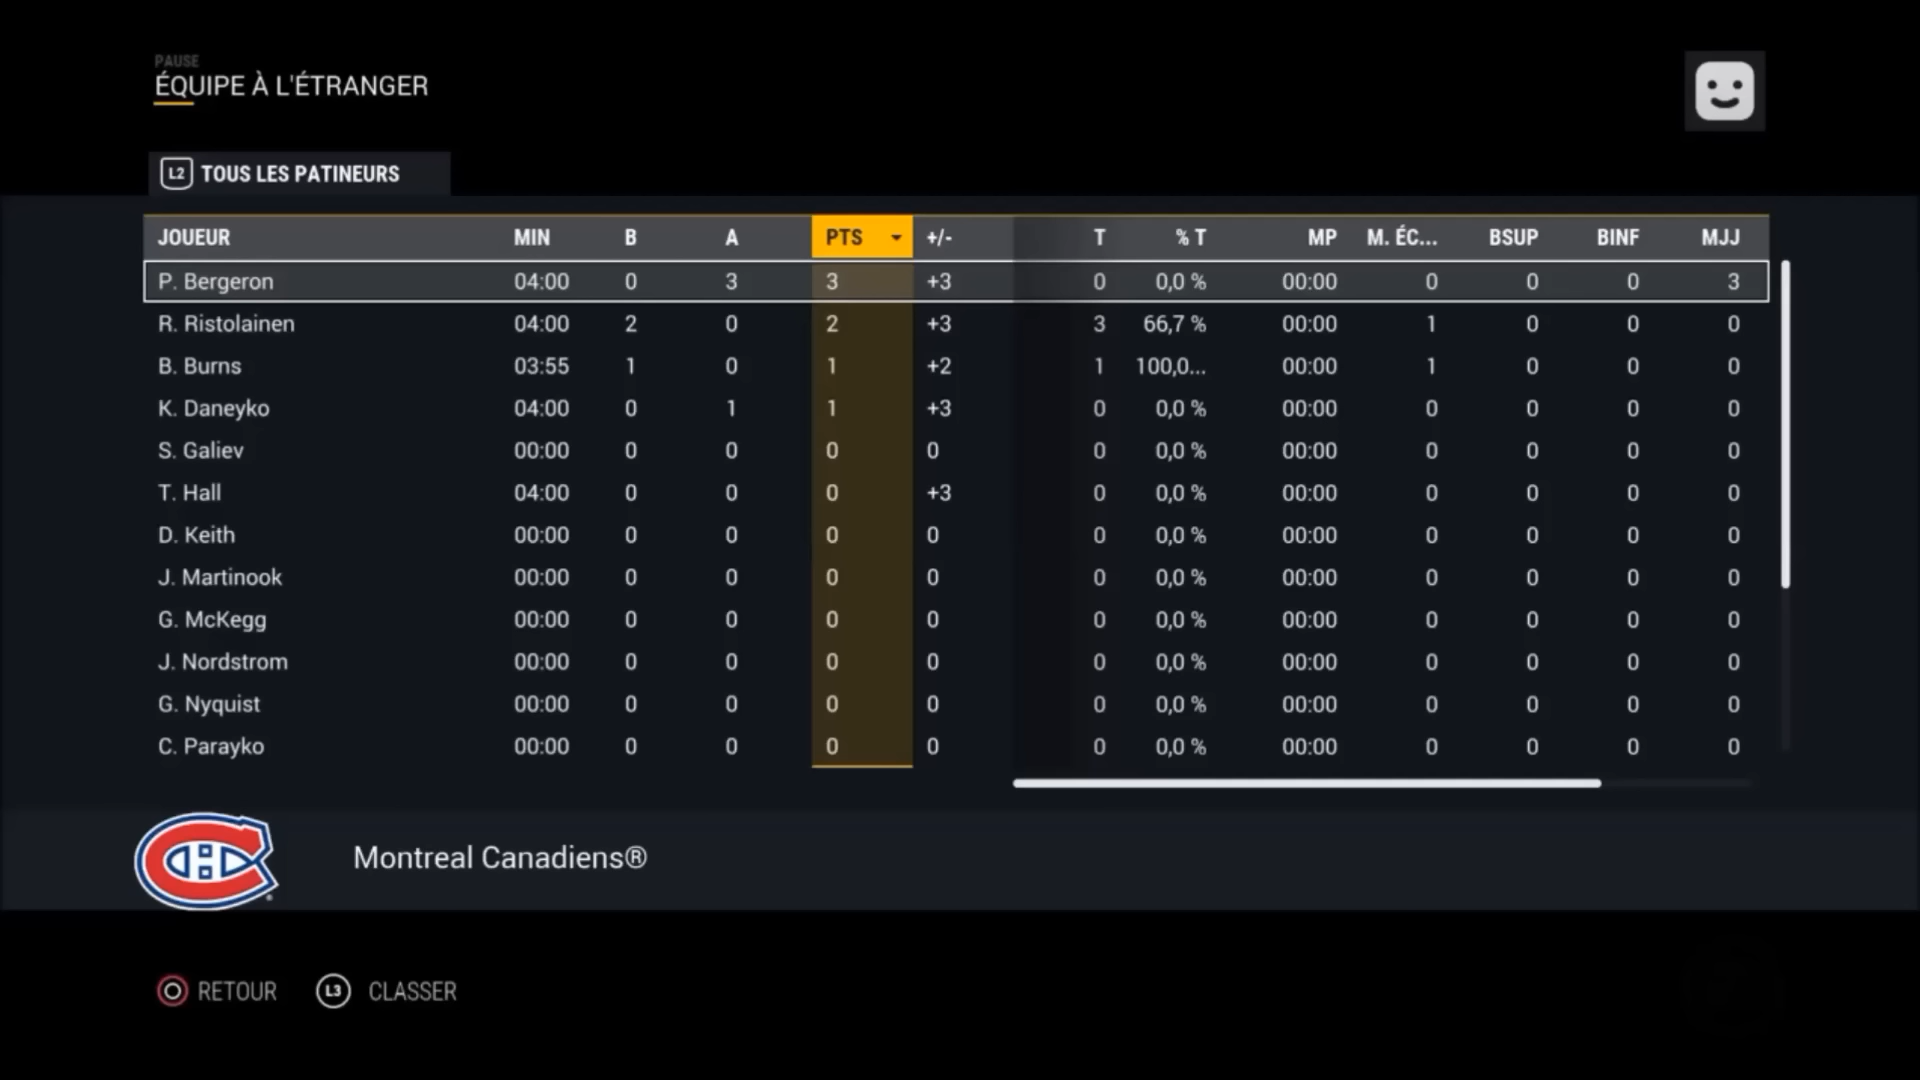 PAUSE
ÉQUIPE À L'ÉTRANGER
L2 TOUS LES PATINEURS
JOUEUR MIN B A PTS +/- T % T MP M. ÉC... BSUP BINF MJJ
P. Bergeron 04:00 0 3 3 +3 0 0,0 % 00:00 0 0 0 3
R. Ristolainen 04:00 2 0 2 +3 3 66,7 % 00:00 1 0 0 0
B. Burns 03:55 1 0 1 +2 1 100,0... 00:00 1 0 0 0
K. Daneyko 04:00 0 1 1 +3 0 0,0 % 00:00 0 0 0 0
S. Galiev 00:00 0 0 0 0 0 0,0 % 00:00 0 0 0 0
T. Hall 04:00 0 0 0 +3 0 0,0 % 00:00 0 0 0 0
D. Keith 00:00 0 0 0 0 0 0,0 % 00:00 0 0 0 0
J. Martinook 00:00 0 0 0 0 0 0,0 % 00:00 0 0 0 0
G. McKegg 00:00 0 0 0 0 0 0,0 % 00:00 0 0 0 0
J. Nordstrom 00:00 0 0 0 0 0 0,0 % 00:00 0 0 0 0
G. Nyquist 00:00 0 0 0 0 0 0,0 % 00:00 0 0 0 0
C. Parayko 00:00 0 0 0 0 0 0,0 % 00:00 0 0 0 0
Montreal Canadiens®
RETOUR L3 CLASSER